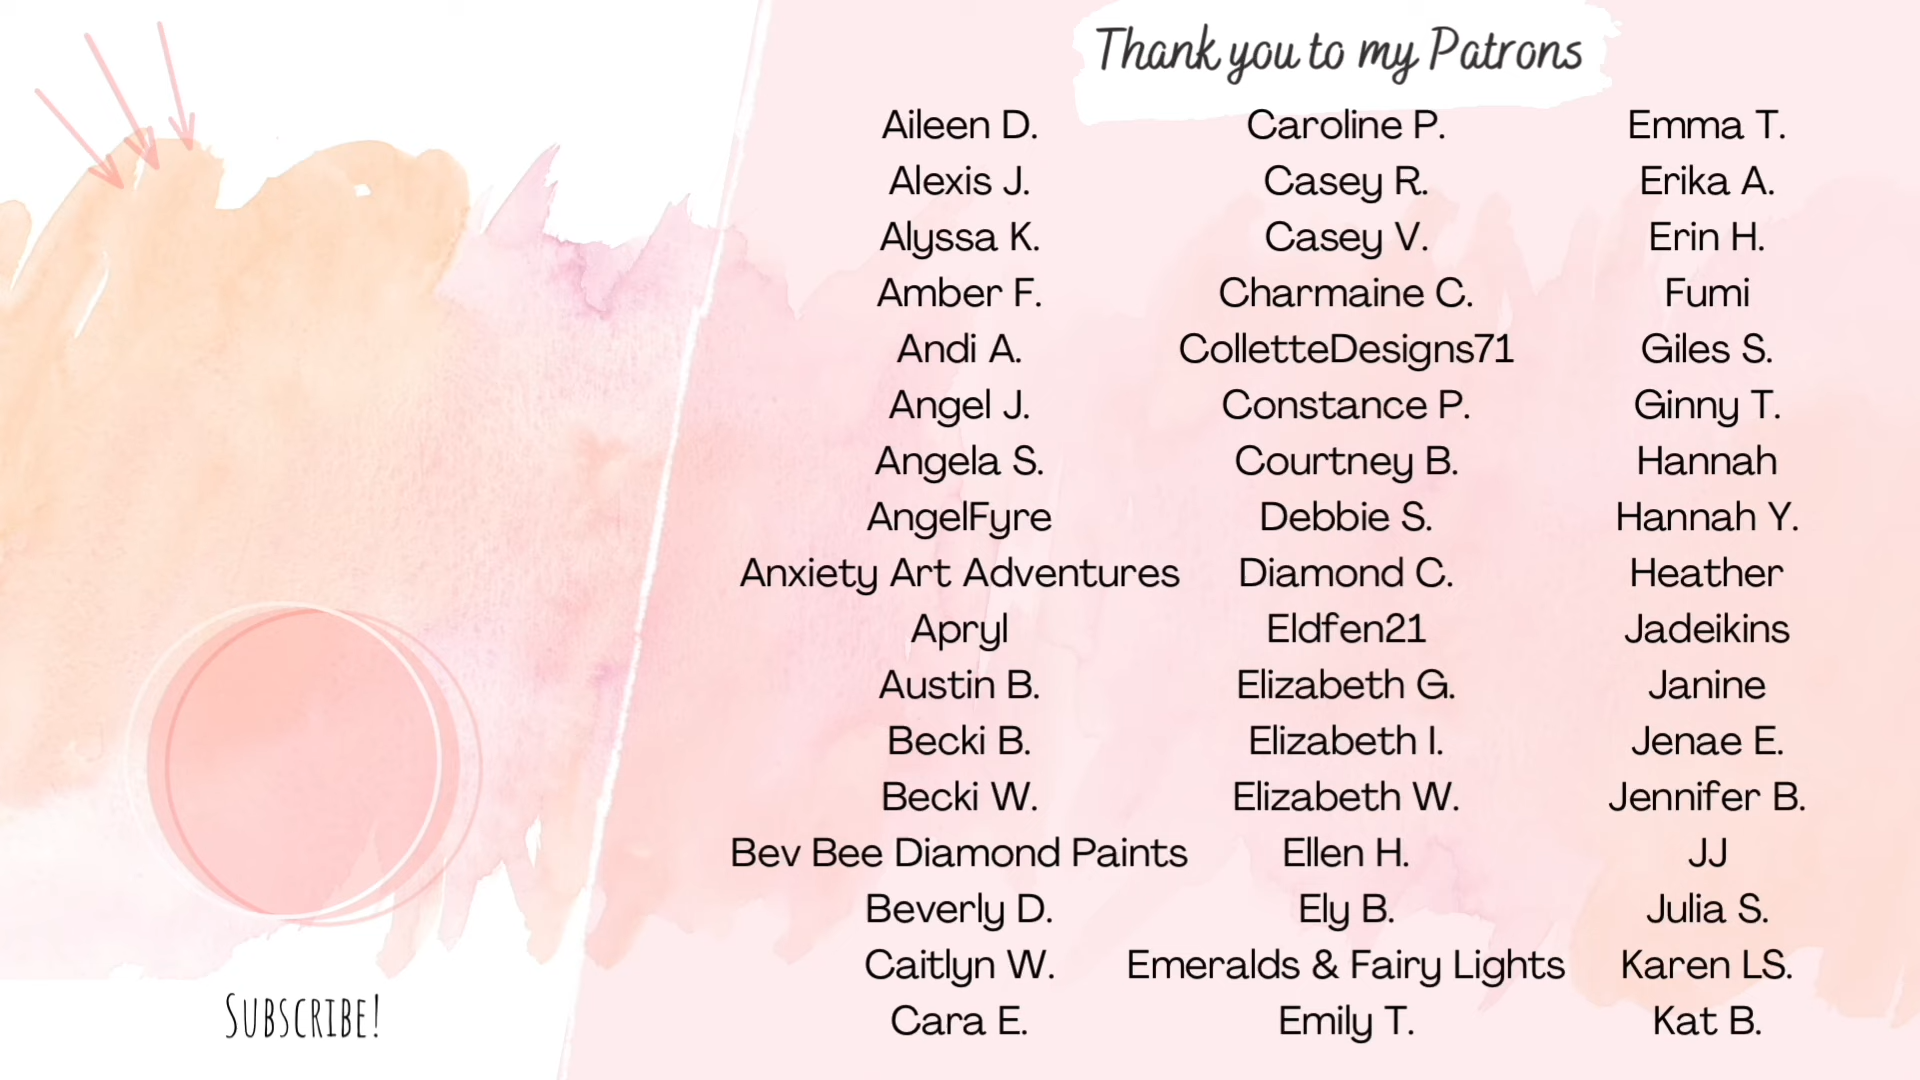 Thank you to my Patrons
Aileen D.
Alexis J.
Alyssa K.
Amber F.
Andi A.
Angel J.
Angela S.
AngelFyre
Anxiety Art Adventures
Apryl
Austin B.
Becki B.
Becki W.
Bev Bee Diamond Paints
Beverly D.
Caitlyn W.
Cara E.
Caroline P.
Casey R.
Casey V.
Charmaine C.
ColletteDesigns71
Constance P.
Courtney B.
Debbie S.
Diamond C.
Eldfen21
Elizabeth G.
Elizabeth I.
Elizabeth W.
Ellen H.
Ely B.
Emeralds & Fairy Lights
Emily T.
Emma T.
Erika A.
Erin H.
Fumi
Giles S.
Ginny T.
Hannah
Hannah Y.
Heather
Jadeikins
Janine
Jenae E.
Jennifer B.
JJ
Julia S.
Karen LS.
Kat B.
Subscribe!